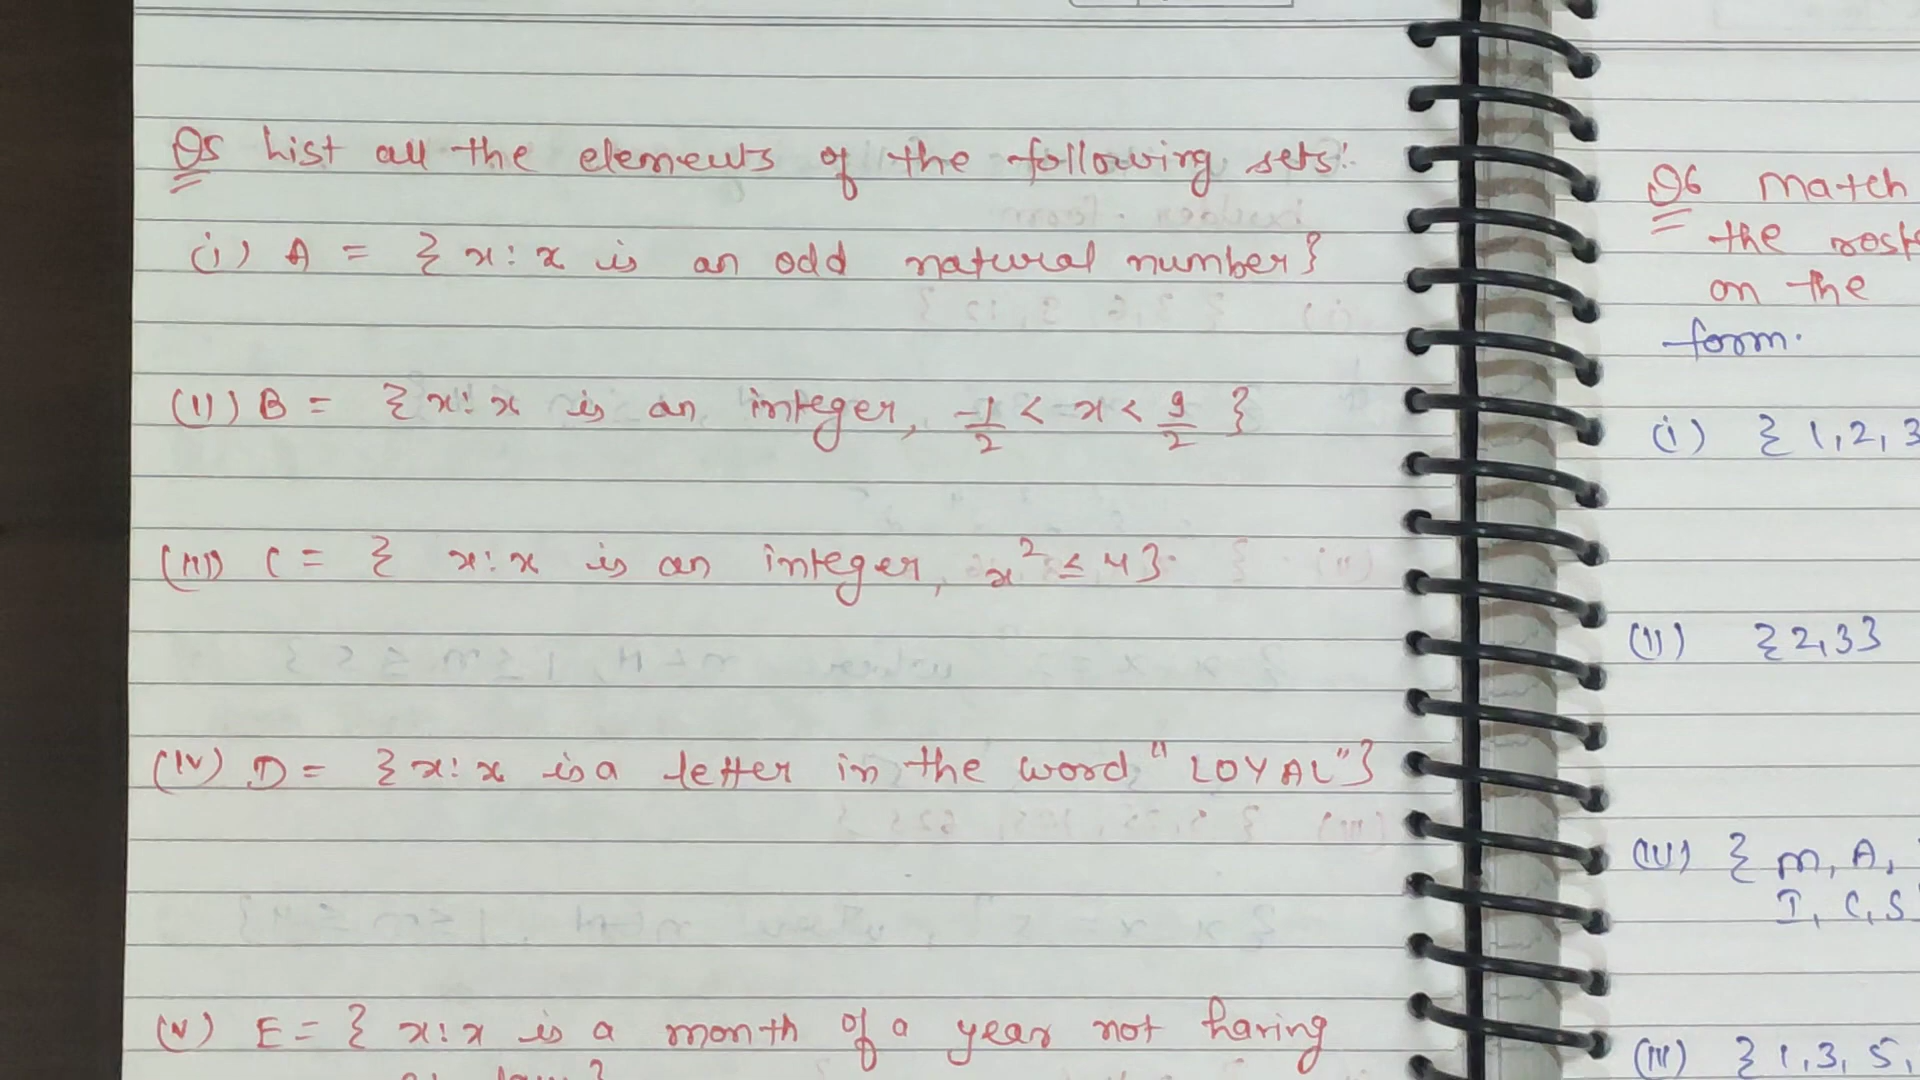 Q5 List all the elements of the following sets:
(i) A = { x : x is an odd natural number}
(ii) B = { x : x is an integer, -1/2 < x < 9/2 }
(iii) C = { x : x is an integer, x² ≤ 4}.
(iv) D = { x : x is a letter in the word "LOYAL"}
(v) E = { x : x is a month of a year not having
Q6 Match
the
on the
form.
(i) { 1, 2, 3
(ii) { 2, 3}
(iv) { M, A,
I, C, S
(iii) { 1, 3, 5,